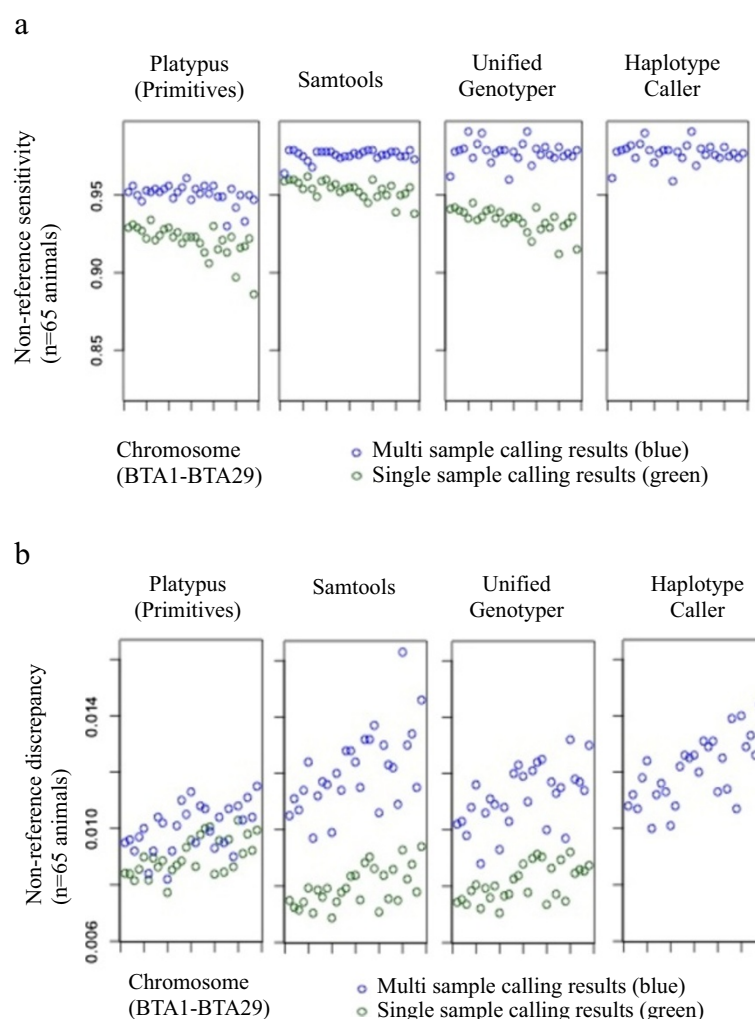 a
Platypus
(Primitives)
Samtools
Unified
Genotyper
Haplotype
Caller
Non-reference sensitivity
(n=65 animals)
0.95
0.90
0.85
Chromosome
(BTA1-BTA29)
Multi sample calling results (blue)
Single sample calling results (green)
b
Platypus
(Primitives)
Samtools
Unified
Genotyper
Haplotype
Caller
Non-reference discrepancy
(n=65 animals)
0.014
0.010
0.006
Chromosome
(BTA1-BTA29)
Multi sample calling results (blue)
Single sample calling results (green)